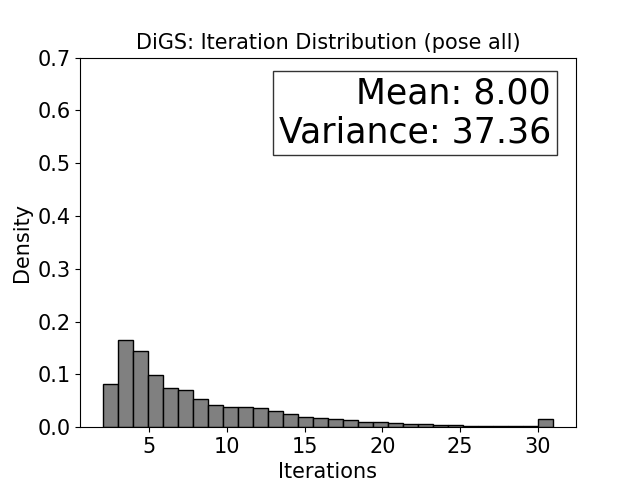 DiGS: Iteration Distribution (pose all)
Mean: 8.00
Variance: 37.36
Density
0.7
0.6
0.5
0.4
0.3
0.2
0.1
0.0
5 10 15 20 25 30
Iterations